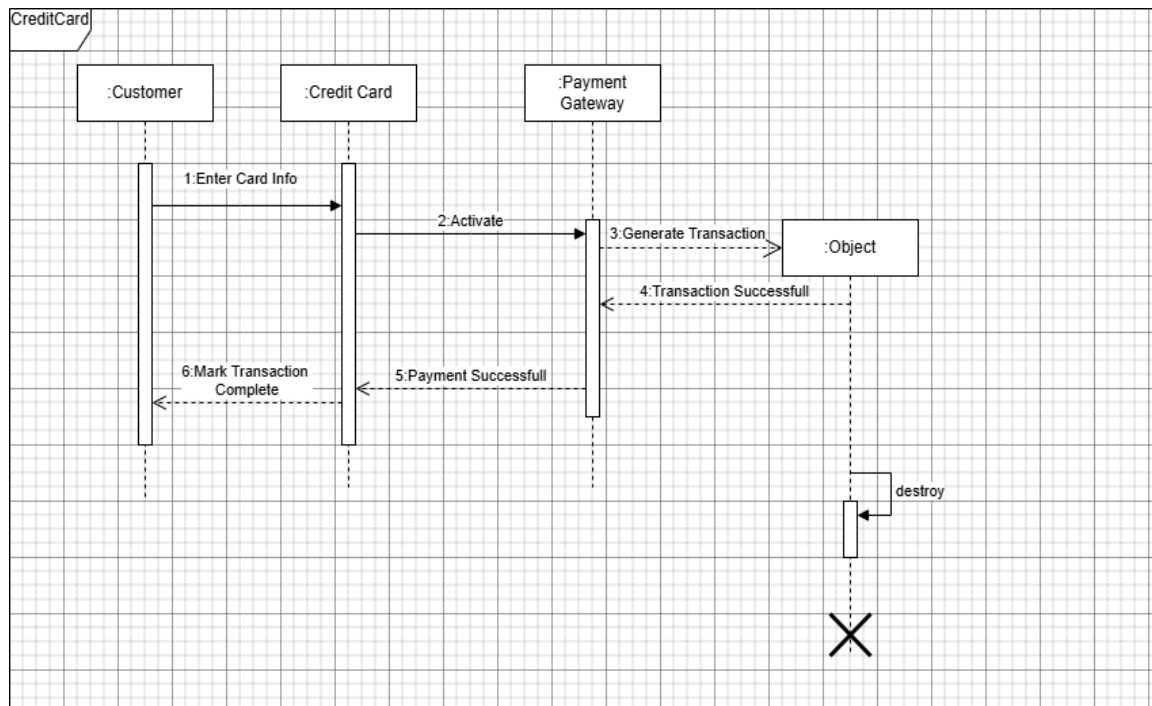 CreditCard
:Customer
:Credit Card
:Payment
Gateway
1:Enter Card Info
2:Activate
3:Generate Transaction
:Object
4:Transaction Successfull
6:Mark Transaction
Complete
5:Payment Successfull
destroy